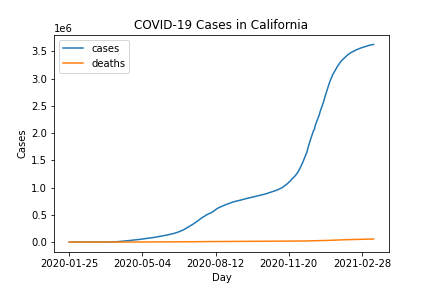 COVID-19 Cases in California
1e6
cases
deaths
3.5
3.0
2.5
2.0
1.5
1.0
0.5
0.0
Cases
2020-01-25 2020-05-04 2020-08-12 2020-11-20 2021-02-28
Day